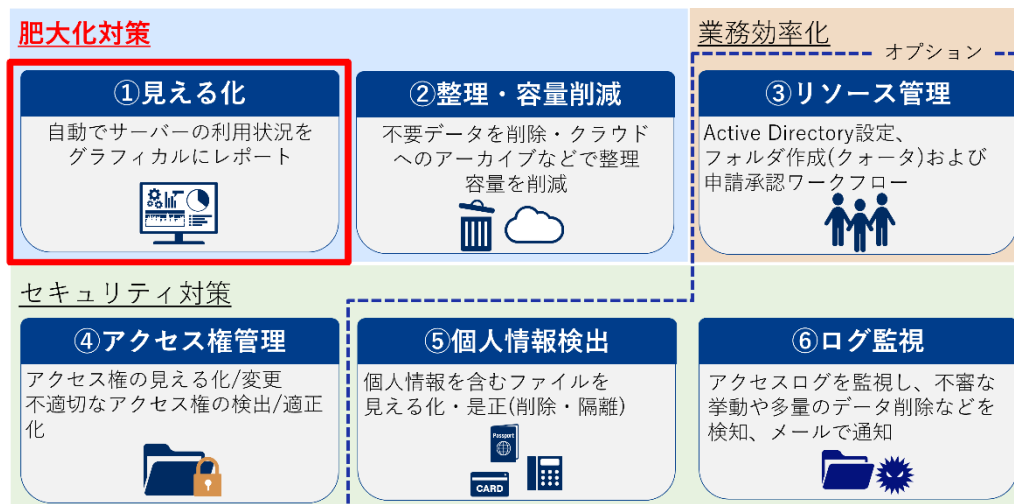 肥大化対策
業務効率化
オプション
①見える化
自動でサーバーの利用状況を
グラフィカルにレポート
②整理・容量削減
不要データを削除・クラウド
へのアーカイブなどで整理
容量を削減
③リソース管理
Active Directory設定、
フォルダ作成(クォータ)および
申請承認ワークフロー
セキュリティ対策
④アクセス権管理
アクセス権の見える化/変更
不適切なアクセス権の検出/適正
化
⑤個人情報検出
個人情報を含むファイルを
見える化・是正(削除・隔離)
Passport
CARD
⑥ログ監視
アクセスログを監視し、不審な
挙動や多量のデータ削除などを
検知、メールで通知